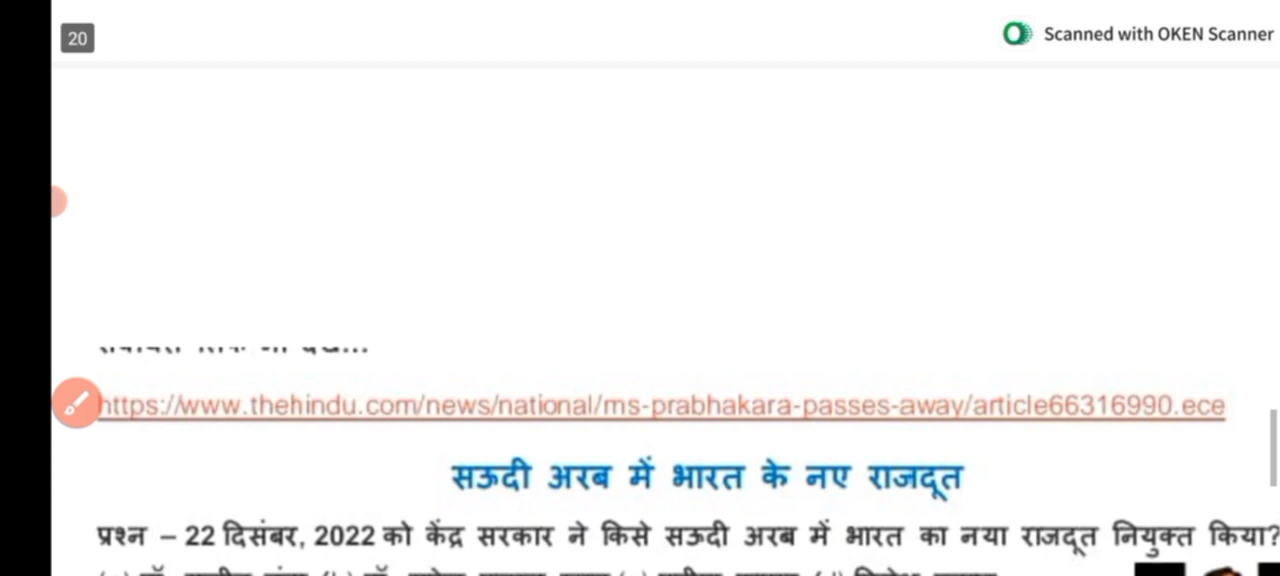 20
Scanned with OKEN Scanner
https://www.thehindu.com/news/national/ms-prabhakara-passes-away/article66316990.ece
सऊदी अरब में भारत के नए राजदूत
प्रश्न – 22 दिसंबर, 2022 को केंद्र सरकार ने किसे सऊदी अरब में भारत का नया राजदूत नियुक्त किया?